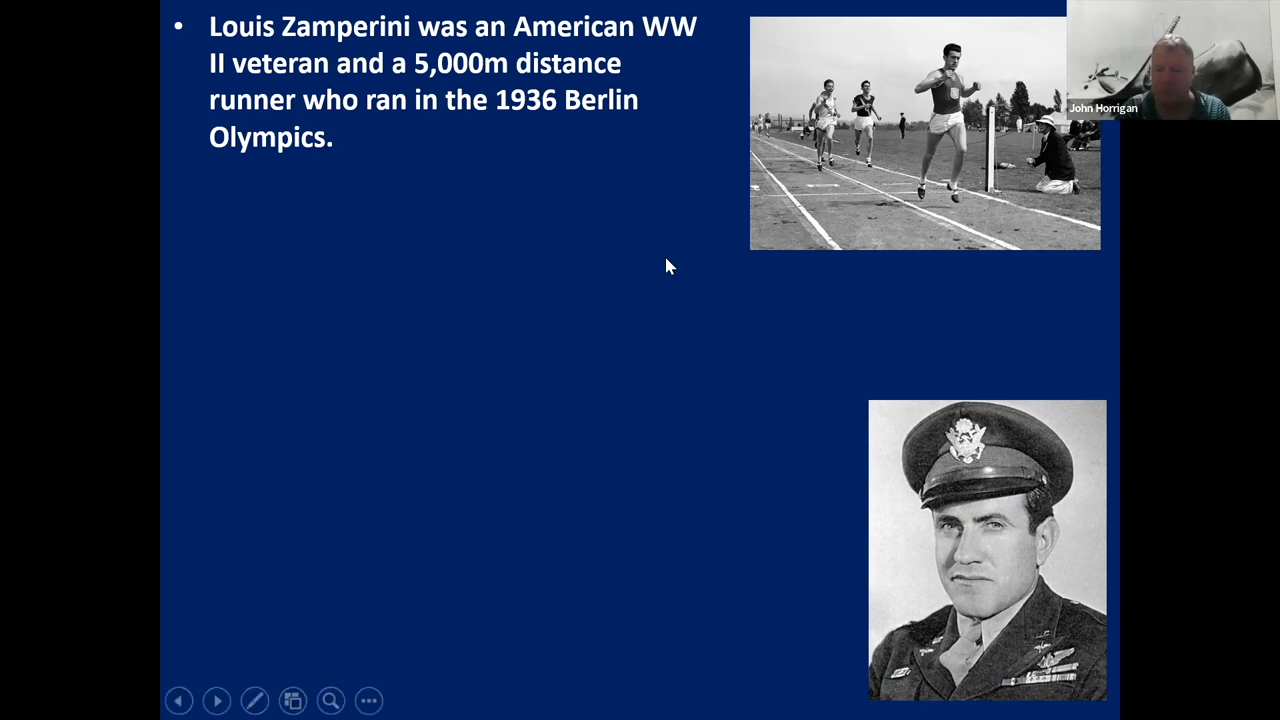 • Louis Zamperini was an American WW
II veteran and a 5,000m distance
runner who ran in the 1936 Berlin
Olympics.
John Horrigan